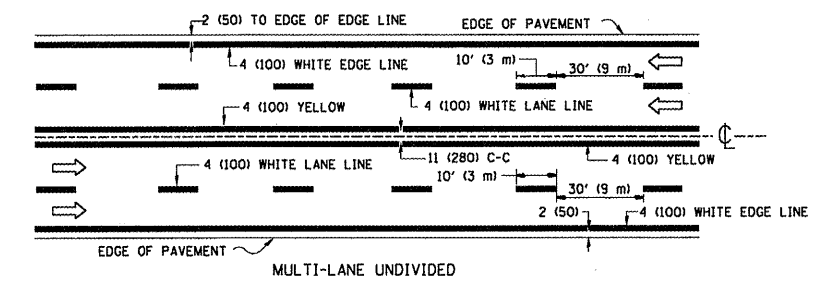 2 (50) TO EDGE OF EDGE LINE
EDGE OF PAVEMENT
4 (100) WHITE EDGE LINE
10' (3 m)
30' (9 m)
4 (100) YELLOW
4 (100) WHITE LANE LINE
℄
4 (100) WHITE LANE LINE
11 (280) C-C
4 (100) YELLOW
10' (3 m)
30' (9 m)
2 (50)
4 (100) WHITE EDGE LINE
EDGE OF PAVEMENT
MULTI-LANE UNDIVIDED